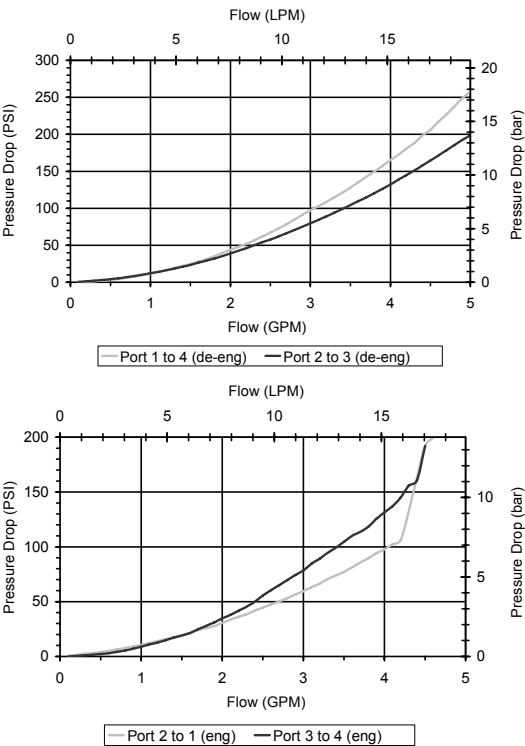 Flow (LPM)
0 5 10 15
300 250 200 150 100 50 0
Pressure Drop (PSI)
20 15 10 5 0
Pressure Drop (bar)
0 1 2 3 4 5
Flow (GPM)
Port 1 to 4 (de-eng) Port 2 to 3 (de-eng)
Flow (LPM)
0 5 10 15
200 150 100 50 0
Pressure Drop (PSI)
10 5 0
Pressure Drop (bar)
0 1 2 3 4 5
Flow (GPM)
Port 2 to 1 (eng) Port 3 to 4 (eng)